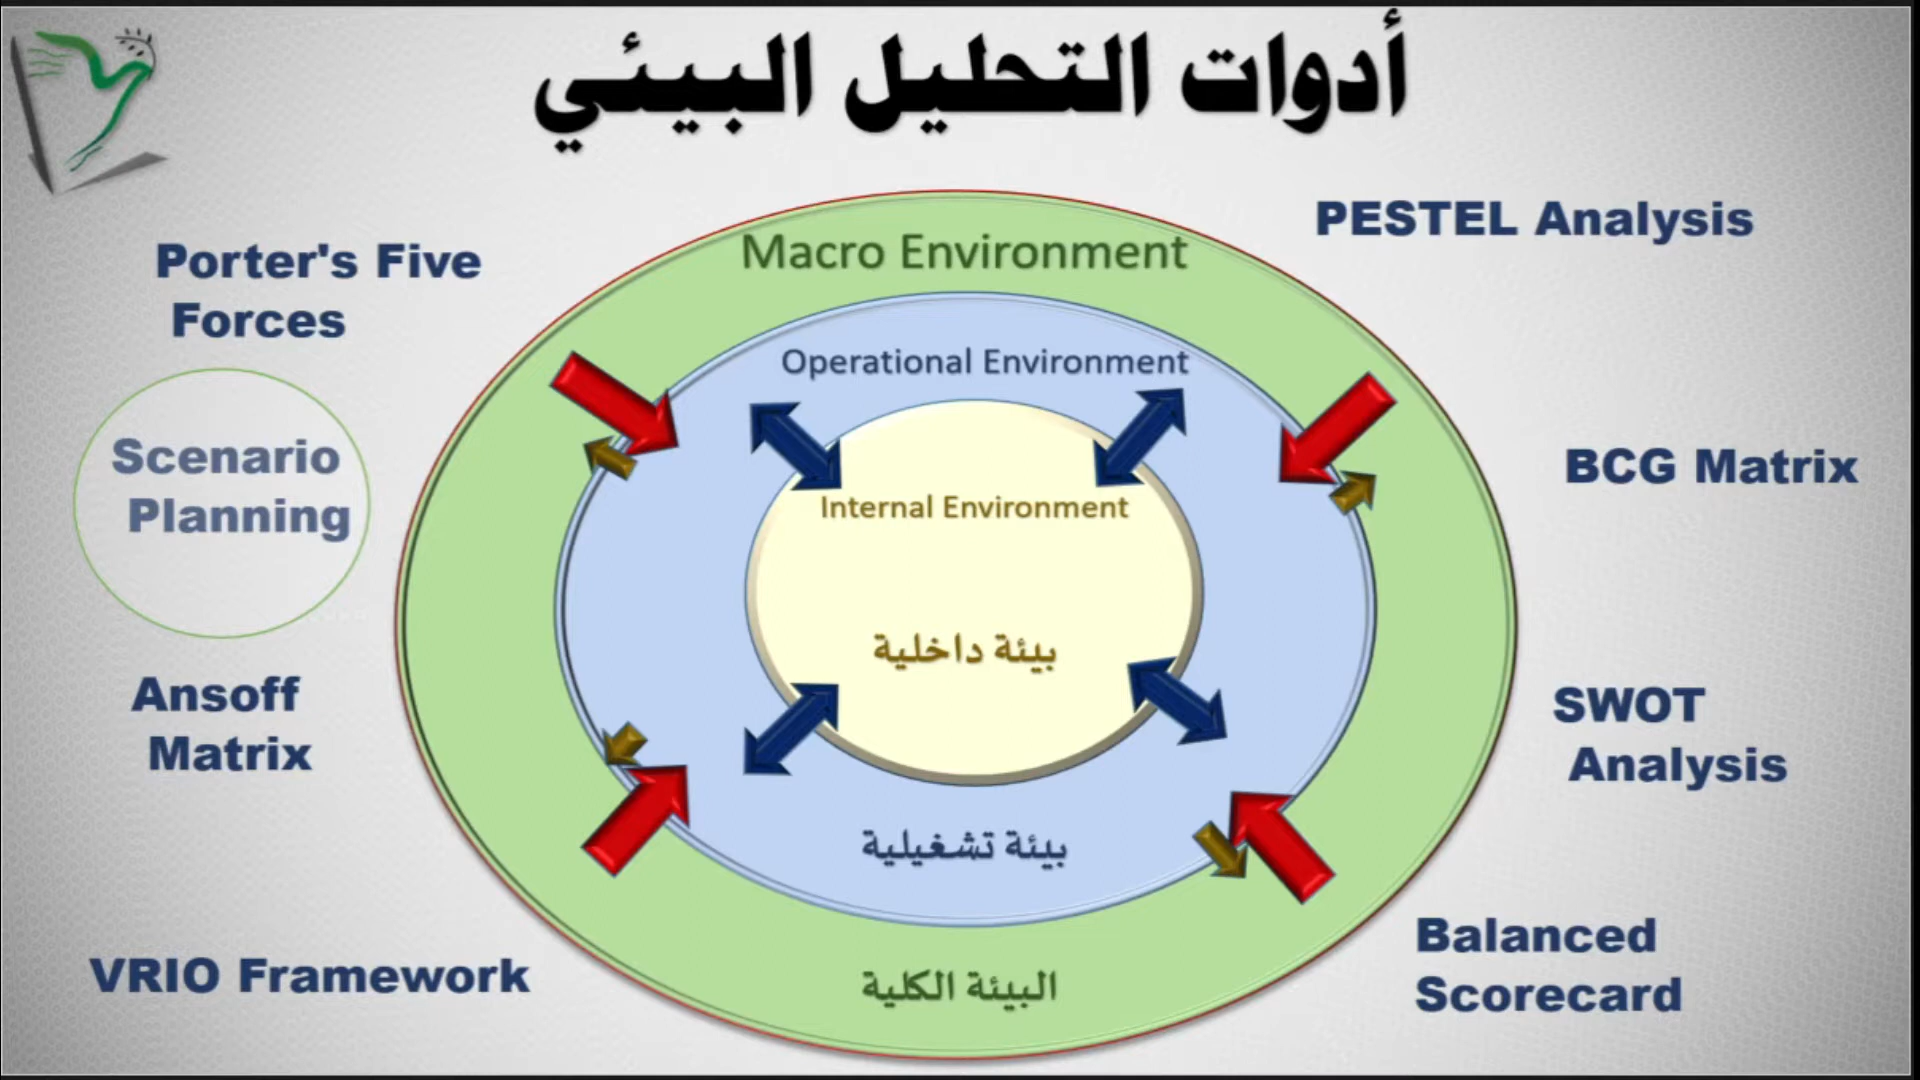 أدوات التحليل البيئي
PESTEL Analysis
Porter's Five
Forces
Macro Environment
Operational Environment
Scenario
Planning
BCG Matrix
Internal Environment
بيئة داخلية
Ansoff
Matrix
SWOT
Analysis
بيئة تشغيلية
VRIO Framework
البيئة الكلية
Balanced
Scorecard